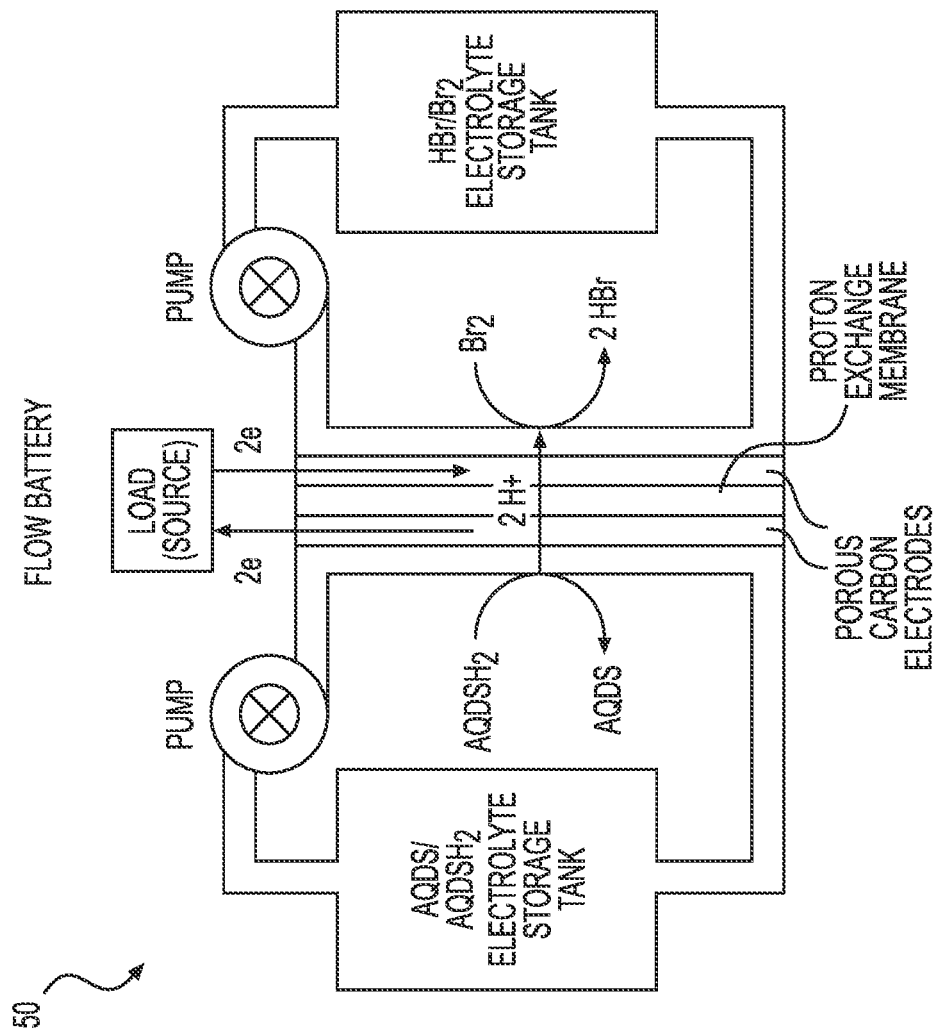 50
FLOW BATTERY
LOAD
(SOURCE)
PUMP
PUMP
2e
2e
AQDS/
AQDSH2
ELECTROLYTE
STORAGE
TANK
AQDSH2
AQDS
2 H+
Br2
2 HBr
HBr/Br2
ELECTROLYTE
STORAGE
TANK
POROUS
CARBON
ELECTRODES
PROTON
EXCHANGE
MEMBRANE